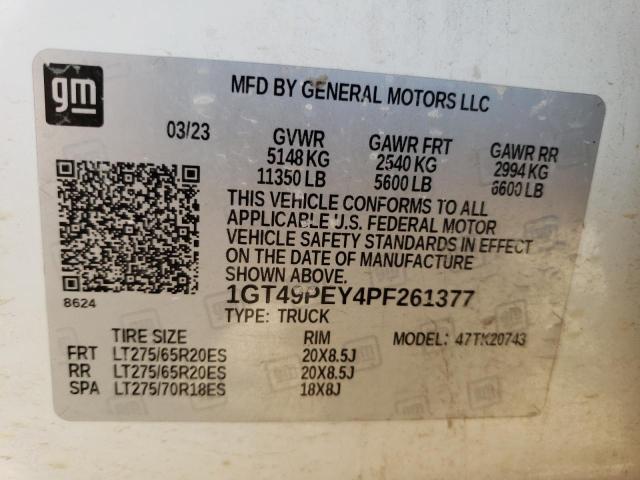 gm
MFD BY GENERAL MOTORS LLC
03/23 GVWR GAWR FRT GAWR RR
5148 KG 2540 KG 2994 KG
11350 LB 5600 LB 6600 LB
THIS VEHICLE CONFORMS TO ALL
APPLICABLE U.S. FEDERAL MOTOR
VEHICLE SAFETY STANDARDS IN EFFECT
ON THE DATE OF MANUFACTURE
SHOWN ABOVE.
8624
1GT49PEY4PF261377
TYPE: TRUCK
TIRE SIZE RIM MODEL: 47TK20743
FRT LT275/65R20ES 20X8.5J
RR LT275/65R20ES 20X8.5J
SPA LT275/70R18ES 18X8J